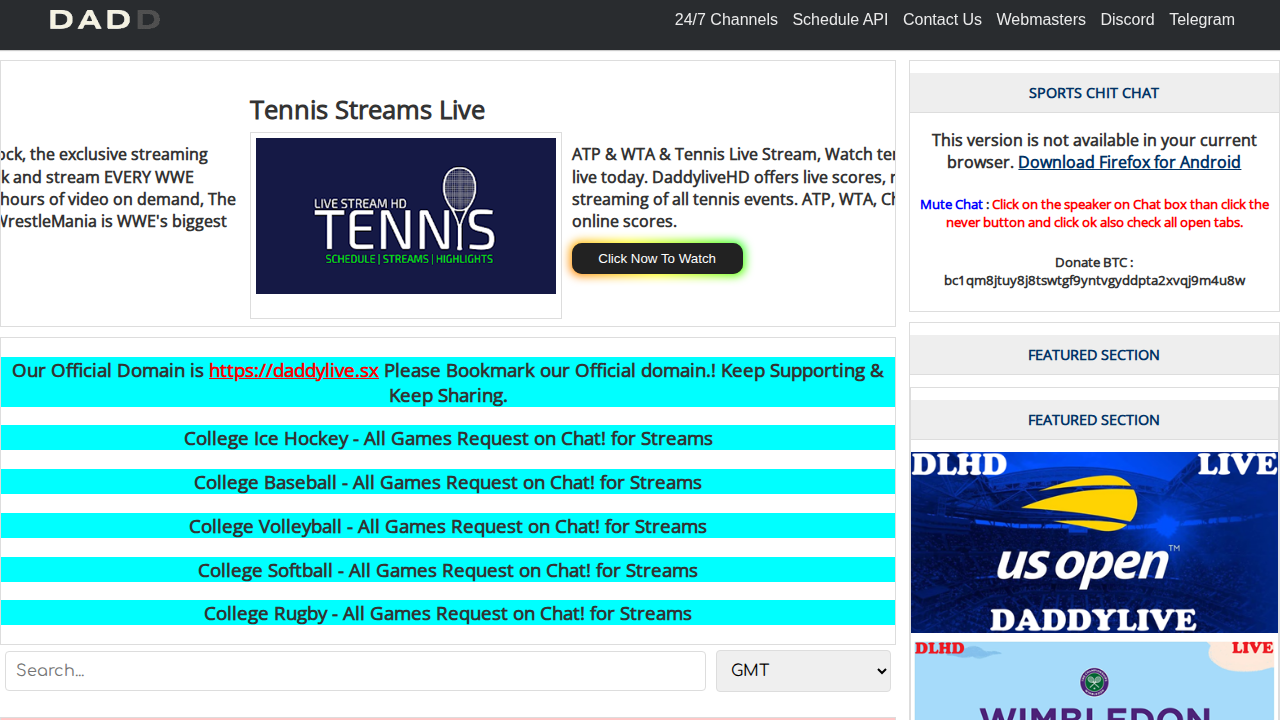 DADD
24/7 Channels Schedule API Contact Us Webmasters Discord Telegram
ock, the exclusive streaming
k and stream EVERY WWE
hours of video on demand, The
WrestleMania is WWE's biggest
Tennis Streams Live
LIVE STREAM HD
TENNIS
SCHEDULE | STREAMS | HIGHLIGHTS
ATP & WTA & Tennis Live Stream, Watch ten
live today. DaddyliveHD offers live scores, r
streaming of all tennis events. ATP, WTA, Ch
online scores.
Click Now To Watch
Our Official Domain is https://daddylive.sx Please Bookmark our Official domain.! Keep Supporting &
Keep Sharing.
College Ice Hockey - All Games Request on Chat! for Streams
College Baseball - All Games Request on Chat! for Streams
College Volleyball - All Games Request on Chat! for Streams
College Softball - All Games Request on Chat! for Streams
College Rugby - All Games Request on Chat! for Streams
Search...
GMT
SPORTS CHIT CHAT
This version is not available in your current
browser. Download Firefox for Android
Mute Chat : Click on the speaker on Chat box than click the
never button and click ok also check all open tabs.
Donate BTC :
bc1qm8jtuy8j8tswtgf9yntvgyddpta2xvqj9m4u8w
FEATURED SECTION
FEATURED SECTION
DLHD LIVE
us open™
DADDYLIVE
DLHD LIVE
WIMBLEDON